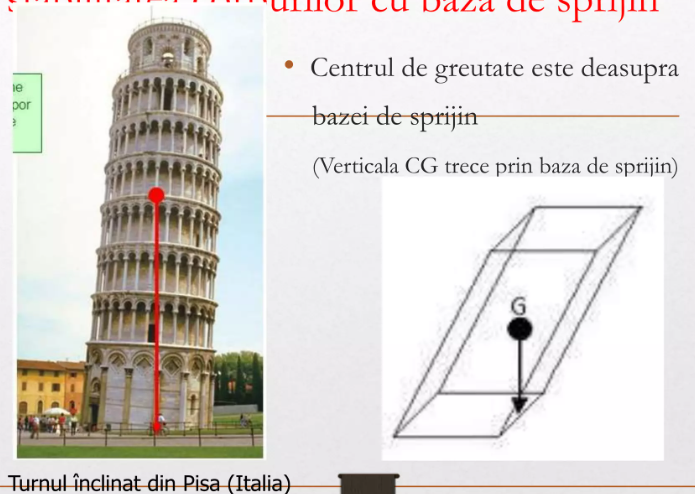 cu baza de sprijin
• Centrul de greutate este deasupra
bazei de sprijin
(Verticala CG trece prin baza de sprijin)
G
Turnul înclinat din Pisa (Italia)